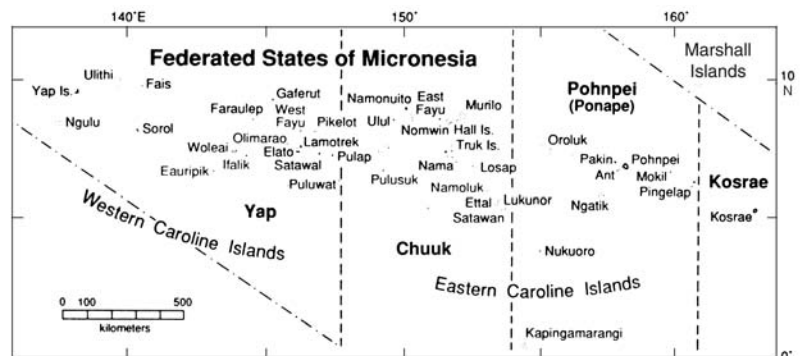 140°E 150° 160°
Federated States of Micronesia
Marshall
Islands
10
N
Ulithi
Yap Is.
Fais
Ngulu
Sorol
Gaferut
Faraulep
West
Fayu
Pikelot
Olimarao
Lamotrek
Woleai
Elato
Ifalik
Satawal
Eauripik
Yap
Western Caroline Islands
Namonuito
East
Fayu
Murilo
Ulul
Nomwin
Hall Is.
Truk Is.
Pulap
Nama
Losap
Puluwat
Pulusuk
Namoluk
Ettal
Lukunor
Satawan
Chuuk
Pohnpei
(Ponape)
Oroluk
Pakin
Pohnpei
Ant
Mokil
Pingelap
Ngatik
Nukuoro
Kapingamarangi
Eastern Caroline Islands
Kosrae
Kosrae
0 100 500
kilometers